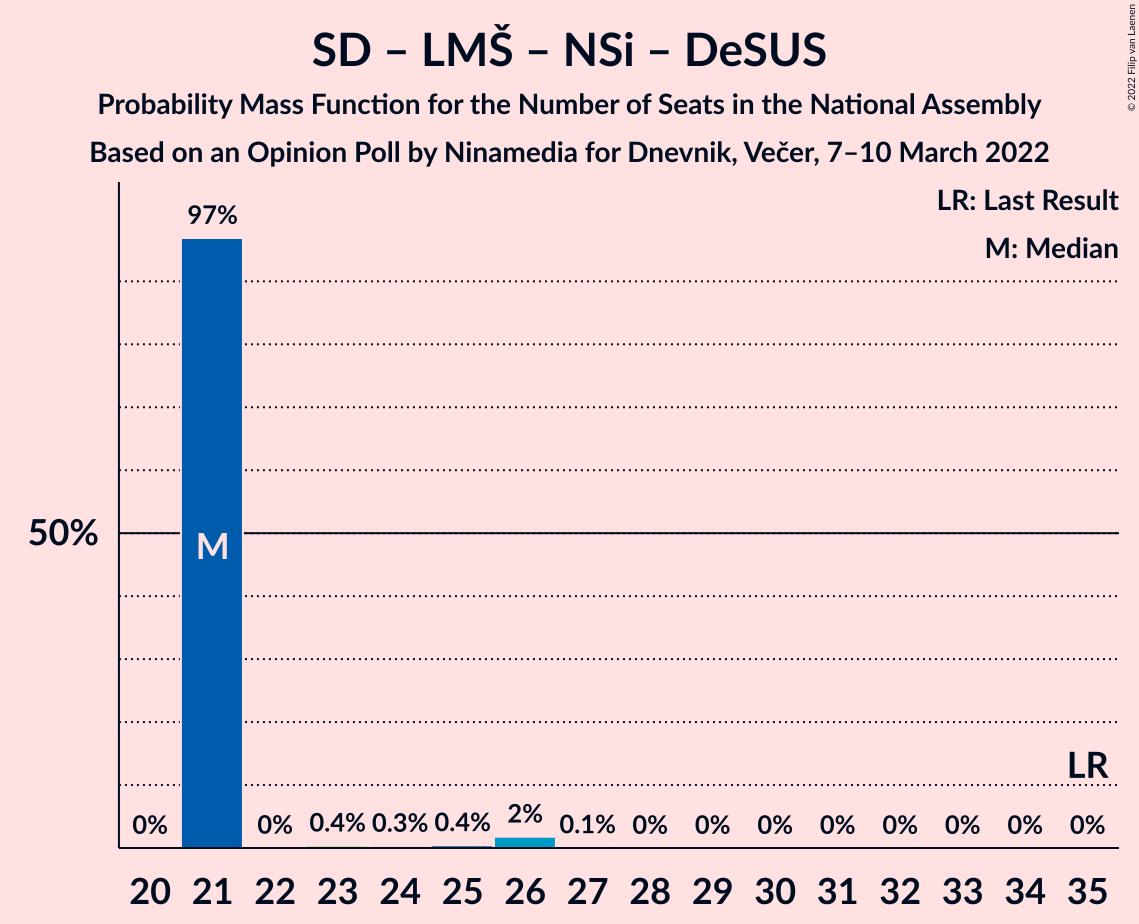 SD – LMŠ – NSi – DeSUS
Probability Mass Function for the Number of Seats in the National Assembly
Based on an Opinion Poll by Ninamedia for Dnevnik, Večer, 7–10 March 2022
© 2022 Filip van Laenen
LR: Last Result
M: Median
97%
50%
M
LR
0% 0% 0.4% 0.3% 0.4% 2% 0.1% 0% 0% 0% 0% 0% 0% 0% 0%
20 21 22 23 24 25 26 27 28 29 30 31 32 33 34 35